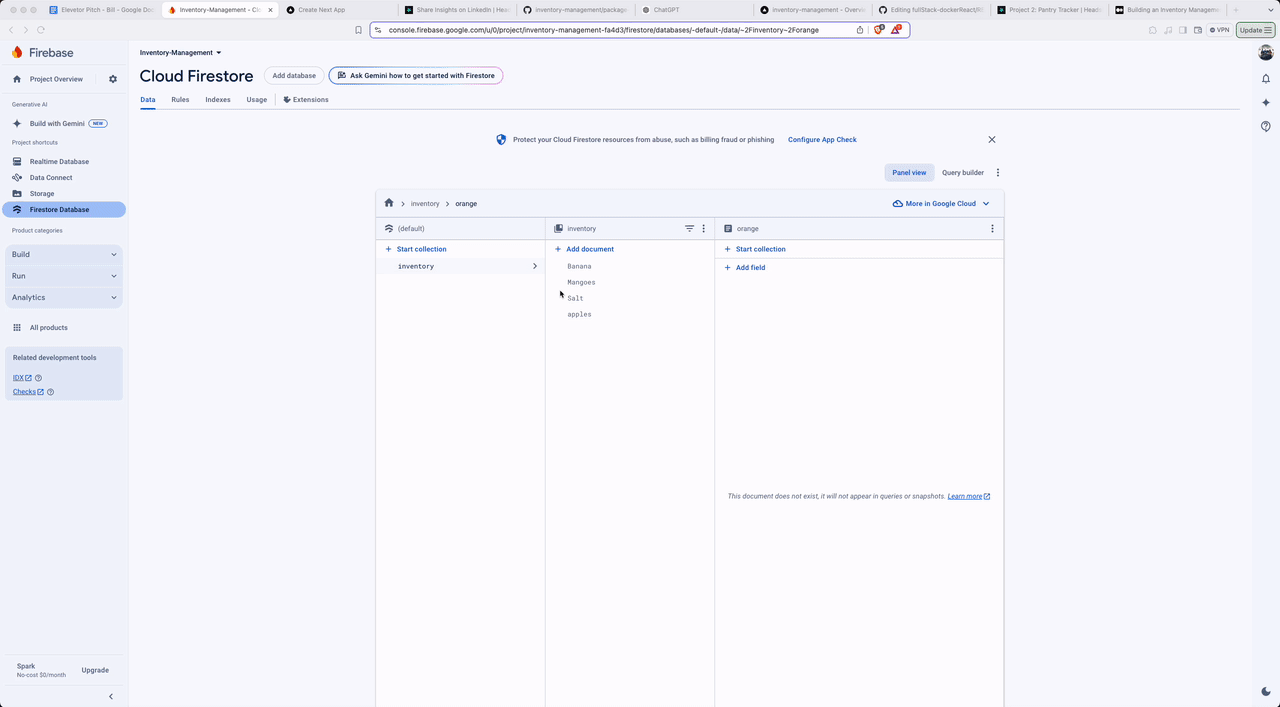 Elevator Pitch – Bill – Google Doc
Inventory-Management - Cl
Create Next App
Share Insights on LinkedIn | Hea
inventory-management/package
ChatGPT
inventory-management – Overv
Editing fullStack-dockerReact/RE
Project 2: Pantry Tracker | Heads
Building an Inventory Manageme
console.firebase.google.com/u/0/project/inventory-management-fa4d3/firestore/databases/-default-/data/~2Finventory~2Forange
VPN
Update
Firebase
Inventory-Management
Project Overview
Cloud Firestore
Add database
Ask Gemini how to get started with Firestore
Generative AI
Data
Rules
Indexes
Usage
Extensions
Build with Gemini
NEW
Project shortcuts
Protect your Cloud Firestore resources from abuse, such as billing fraud or phishing
Configure App Check
Realtime Database
Data Connect
Panel view
Query builder
Storage
Firestore Database
inventory
orange
More in Google Cloud
Product categories
(default)
inventory
orange
Build
Start collection
Add document
Start collection
inventory
Banana
Add field
Run
Mangoes
Analytics
Salt
apples
All products
Related development tools
IDX
Checks
This document does not exist, it will not appear in queries or snapshots. Learn more
Spark
No-cost $0/month
Upgrade